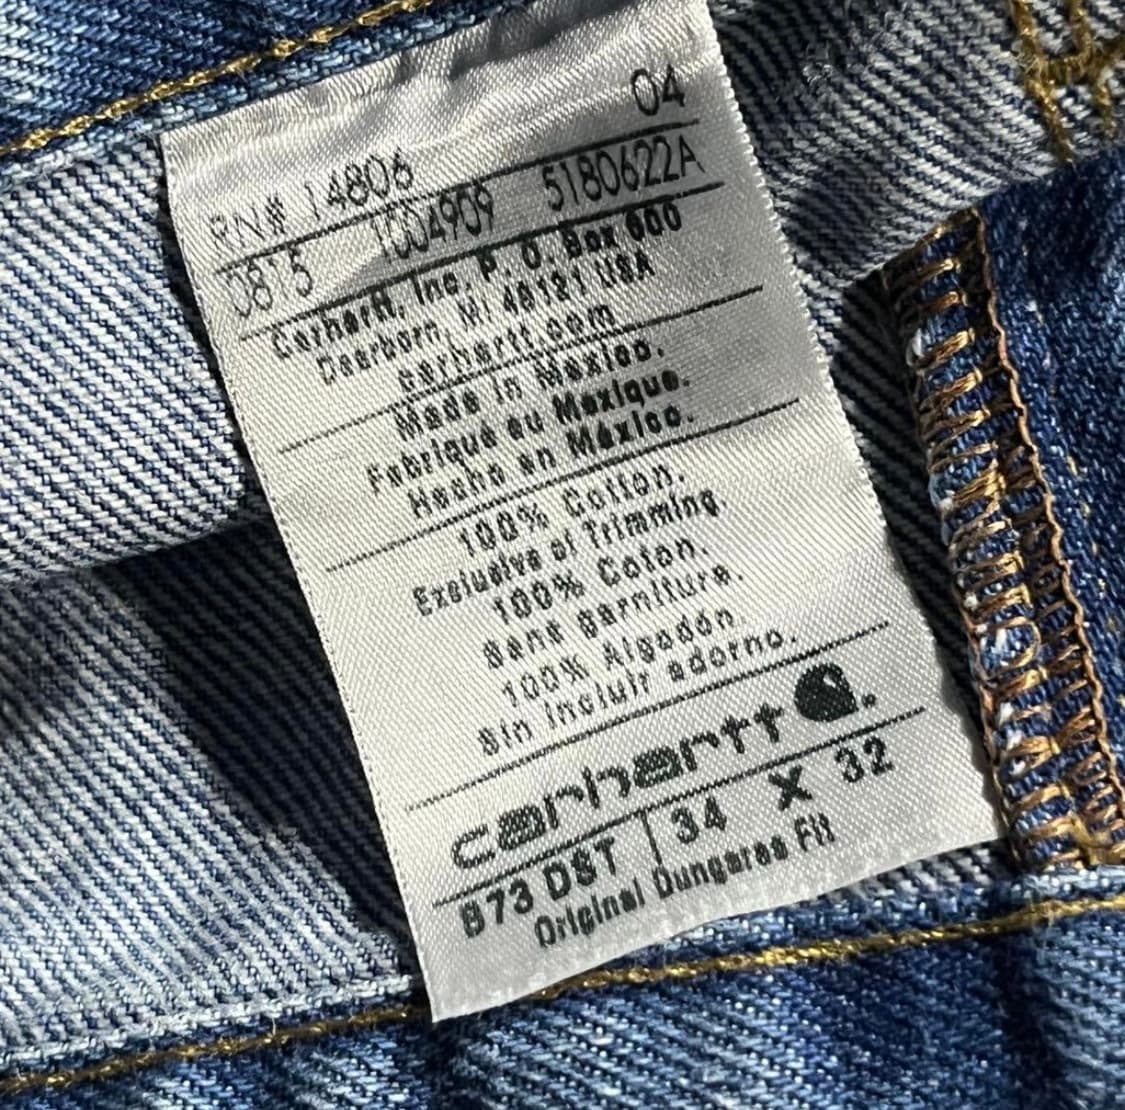 04
RN# 14806
0815 1004909 5180622A
Carhartt, Inc. P. O. Box 600
Dearborn, MI 48121 USA
carhartt.com
Made in Mexico.
Fabriqué au Mexique.
Hecho en México.
100% Cotton.
Exclusive of Trimming
100% Coton.
Sans garniture.
100% Algodón
Sin incluir adorno.
carhartt
B73 DST 34 X 32
Original Dungaree Fit